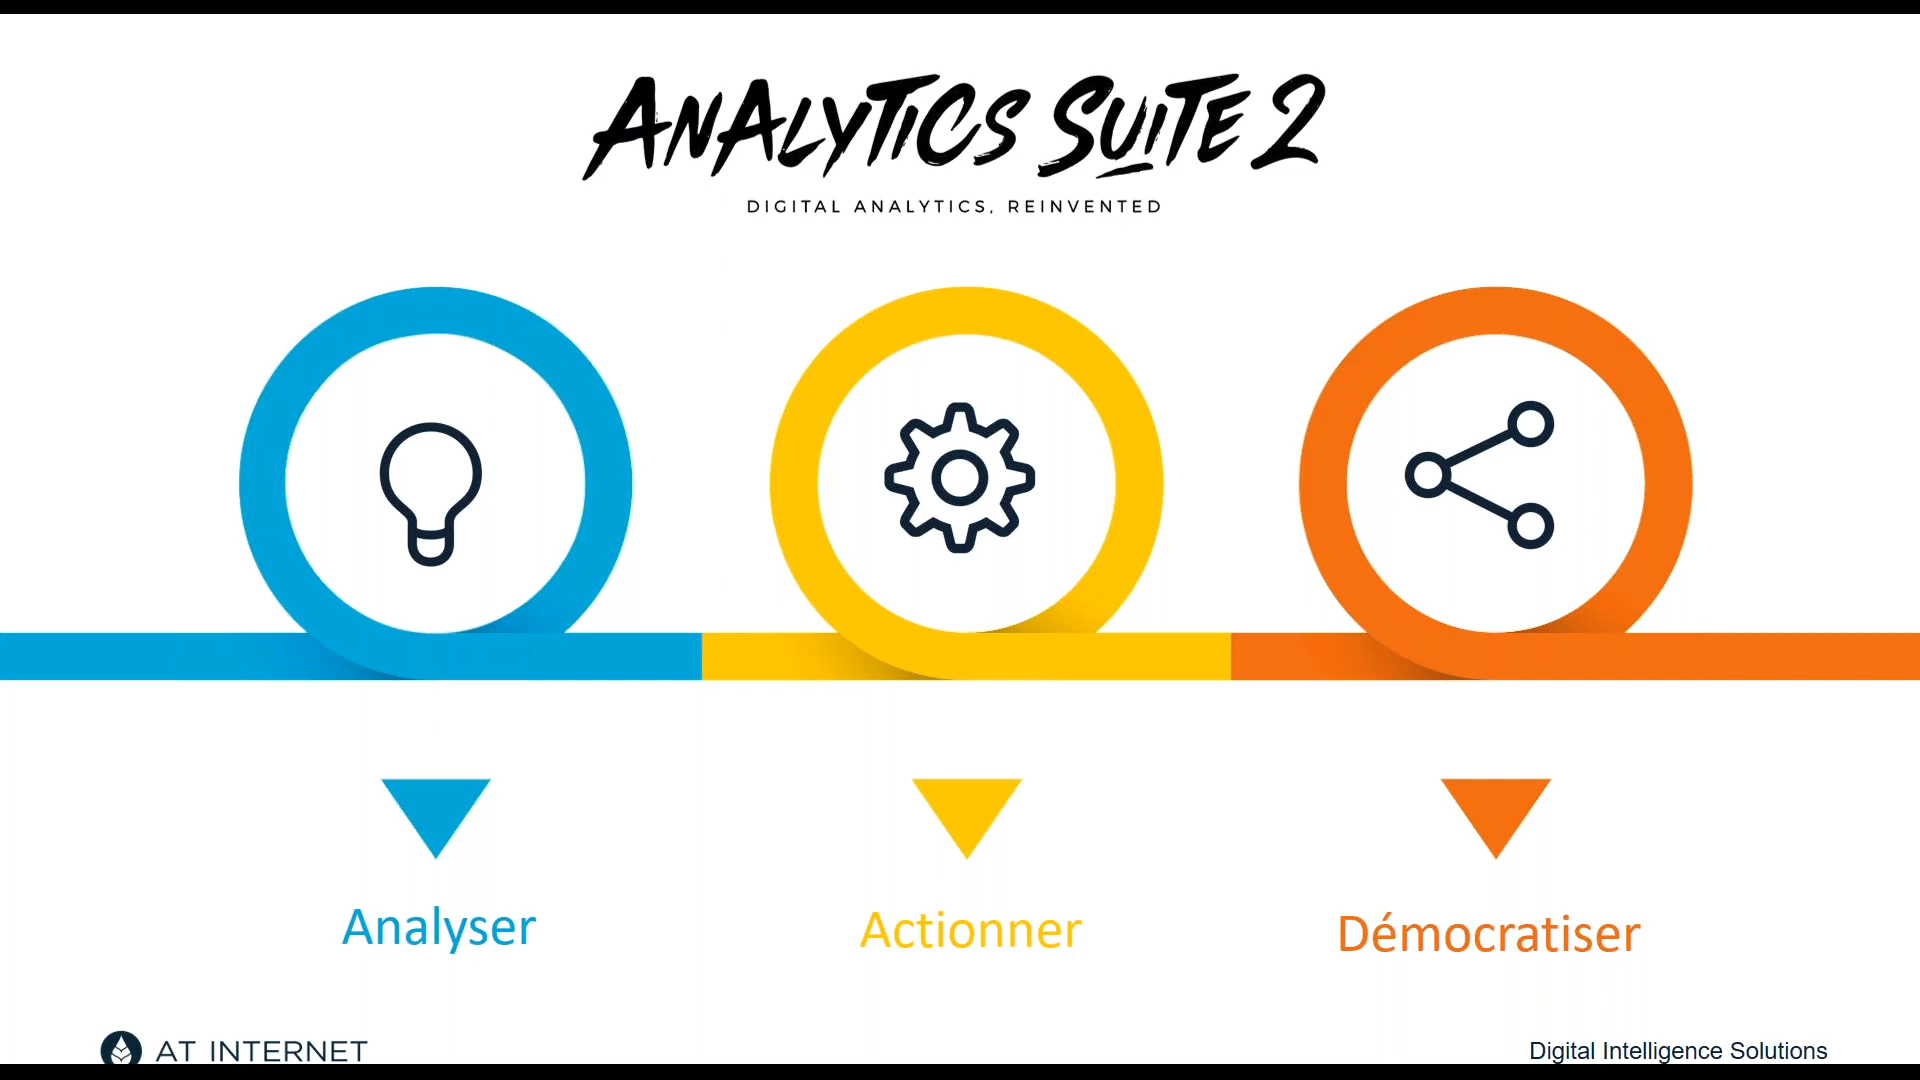 ANALYTICS SUITE 2
DIGITAL ANALYTICS, REINVENTED
Analyser
Actionner
Démocratiser
AT INTERNET
Digital Intelligence Solutions